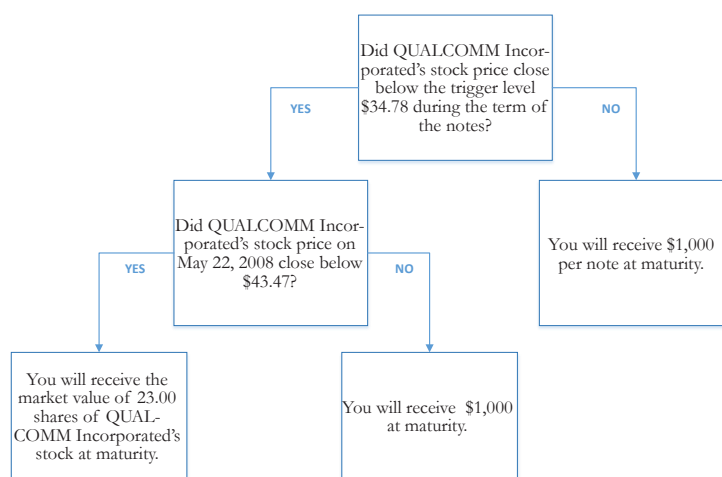 Did QUALCOMM Incor-
porated's stock price close
below the trigger level
$34.78 during the term of
the notes?
YES
NO
Did QUALCOMM Incor-
porated's stock price on
May 22, 2008 close below
$43.47?
You will receive $1,000
per note at maturity.
YES
NO
You will receive the
market value of 23.00
shares of QUAL-
COMM Incorporated's
stock at maturity.
You will receive $1,000
at maturity.